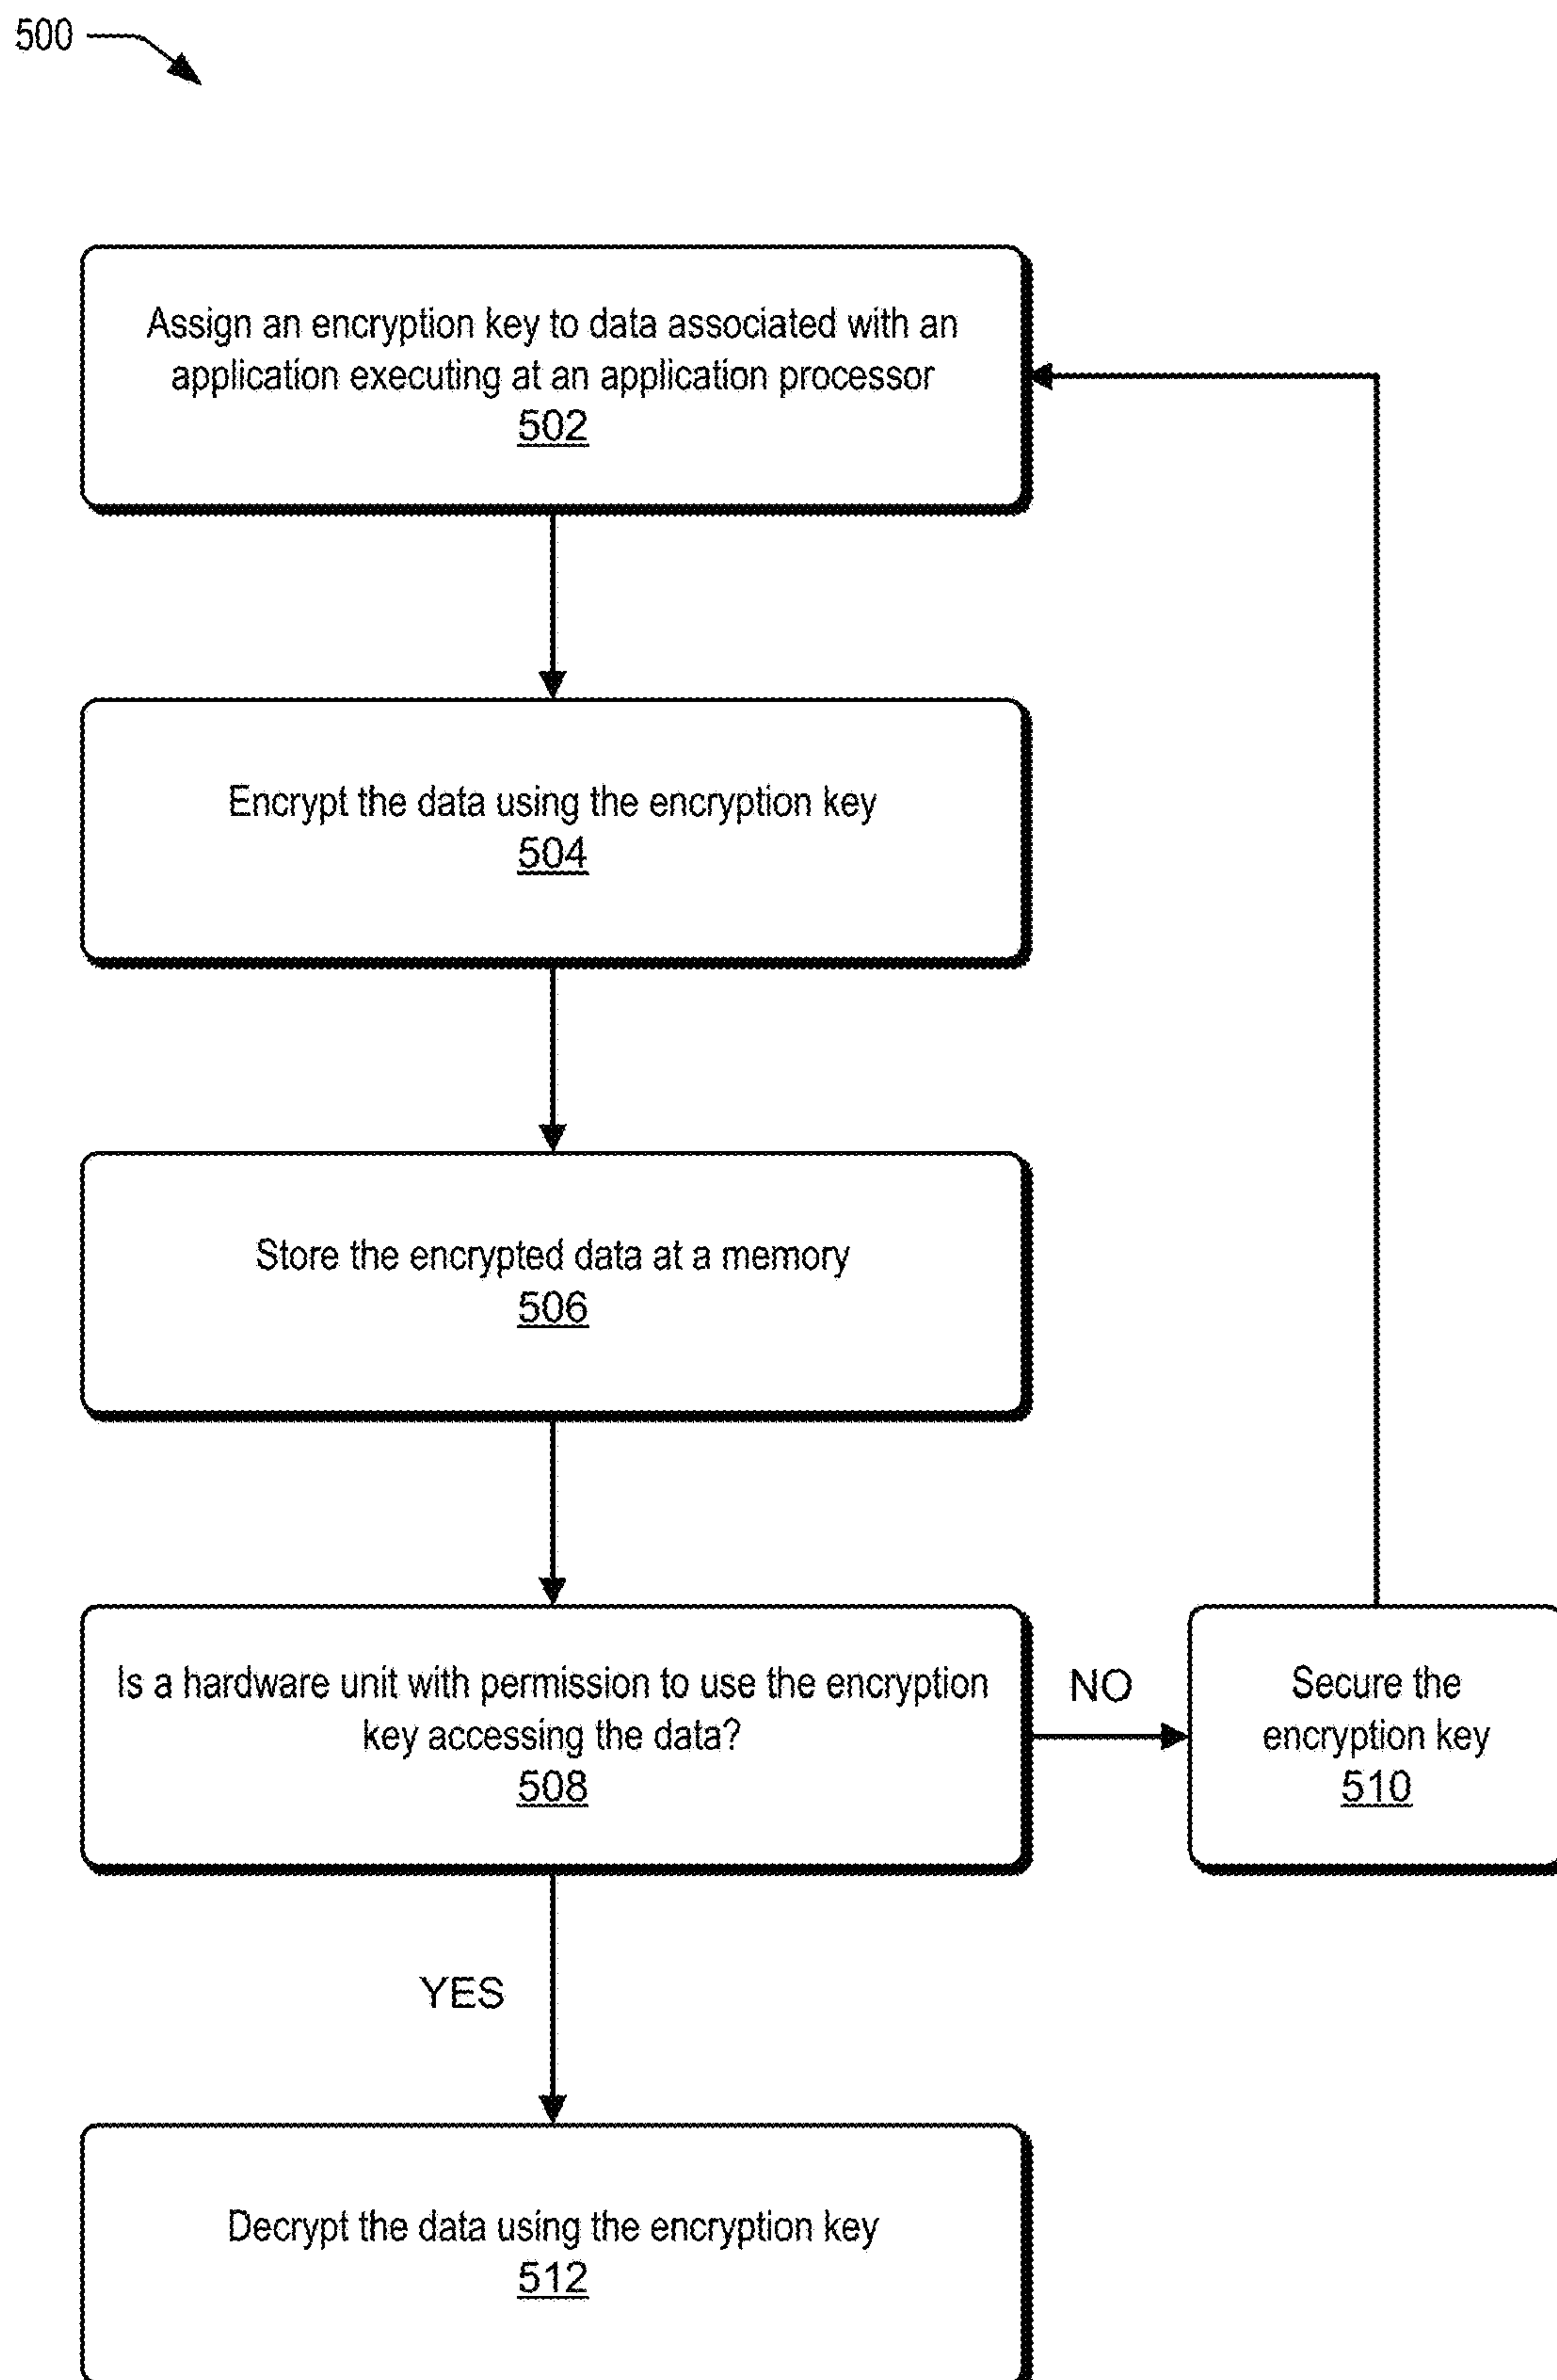 500
Assign an encryption key to data associated with an
application executing at an application processor
502
Encrypt the data using the encryption key
504
Store the encrypted data at a memory
506
Is a hardware unit with permission to use the encryption
key accessing the data?
508
NO
Secure the
encryption key
510
YES
Decrypt the data using the encryption key
512